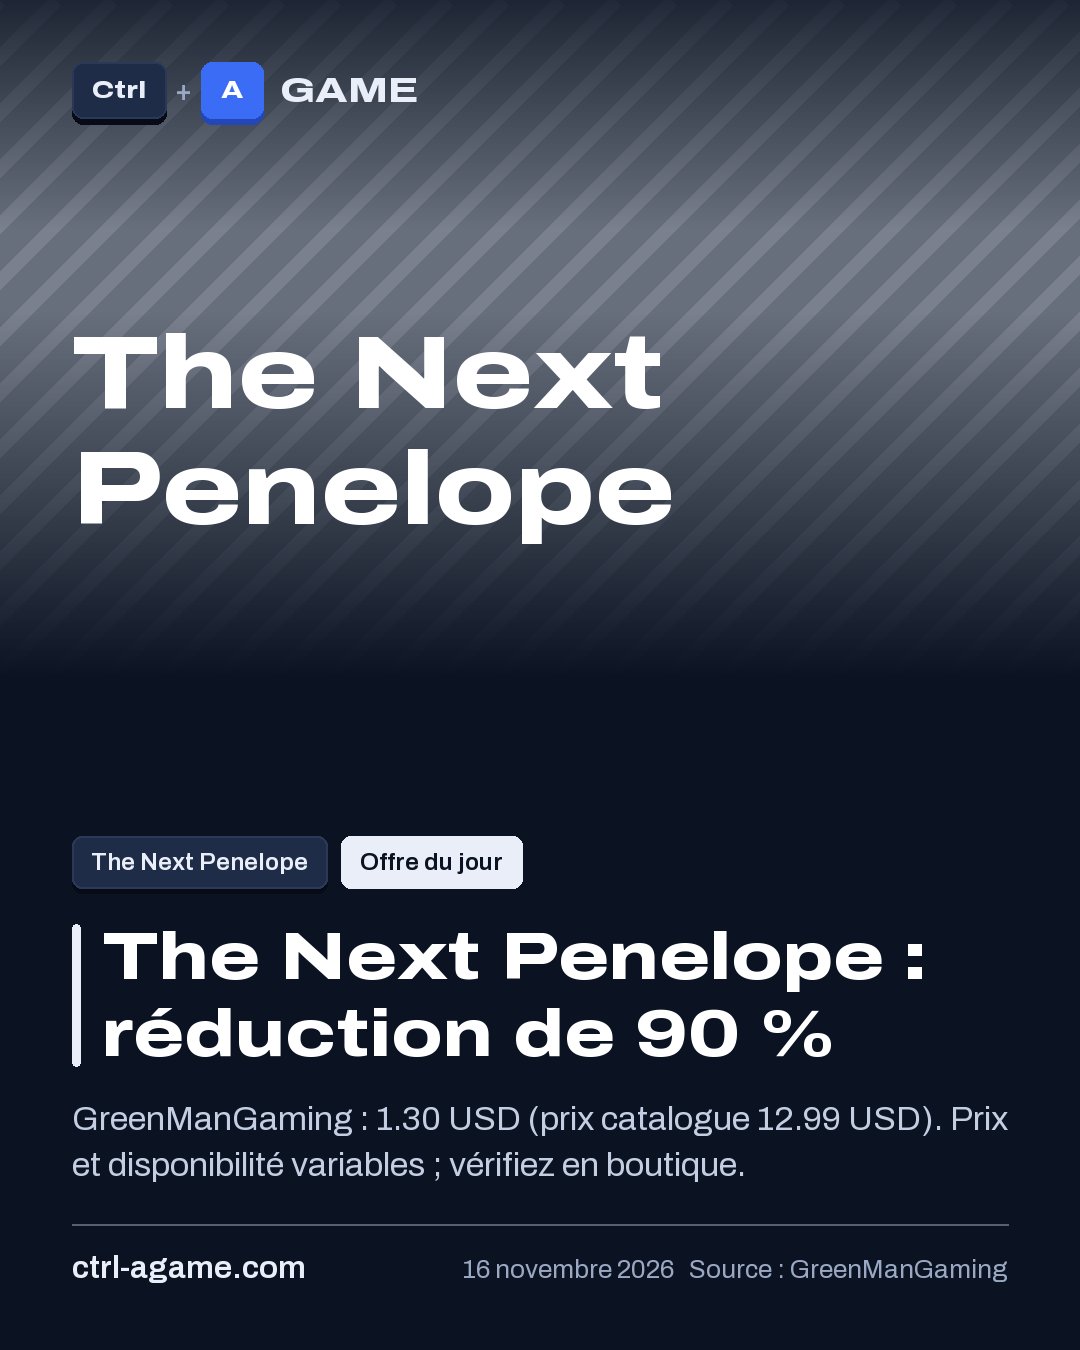 Ctrl + A GAME
The Next
Penelope
The Next Penelope
Offre du jour
The Next Penelope :
réduction de 90 %
GreenManGaming : 1.30 USD (prix catalogue 12.99 USD). Prix
et disponibilité variables ; vérifiez en boutique.
ctrl-agame.com
16 novembre 2026 Source : GreenManGaming